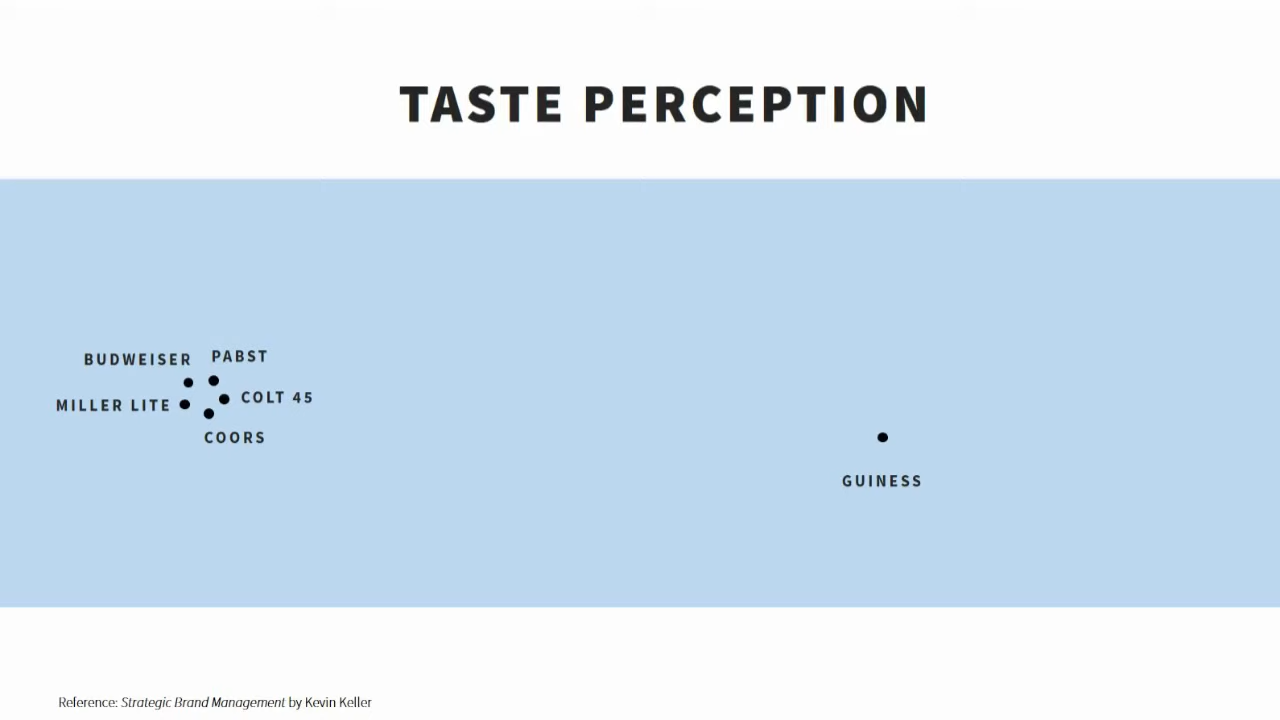 TASTE PERCEPTION
BUDWEISER
PABST
MILLER LITE
COLT 45
COORS
GUINESS
Reference: Strategic Brand Management by Kevin Keller